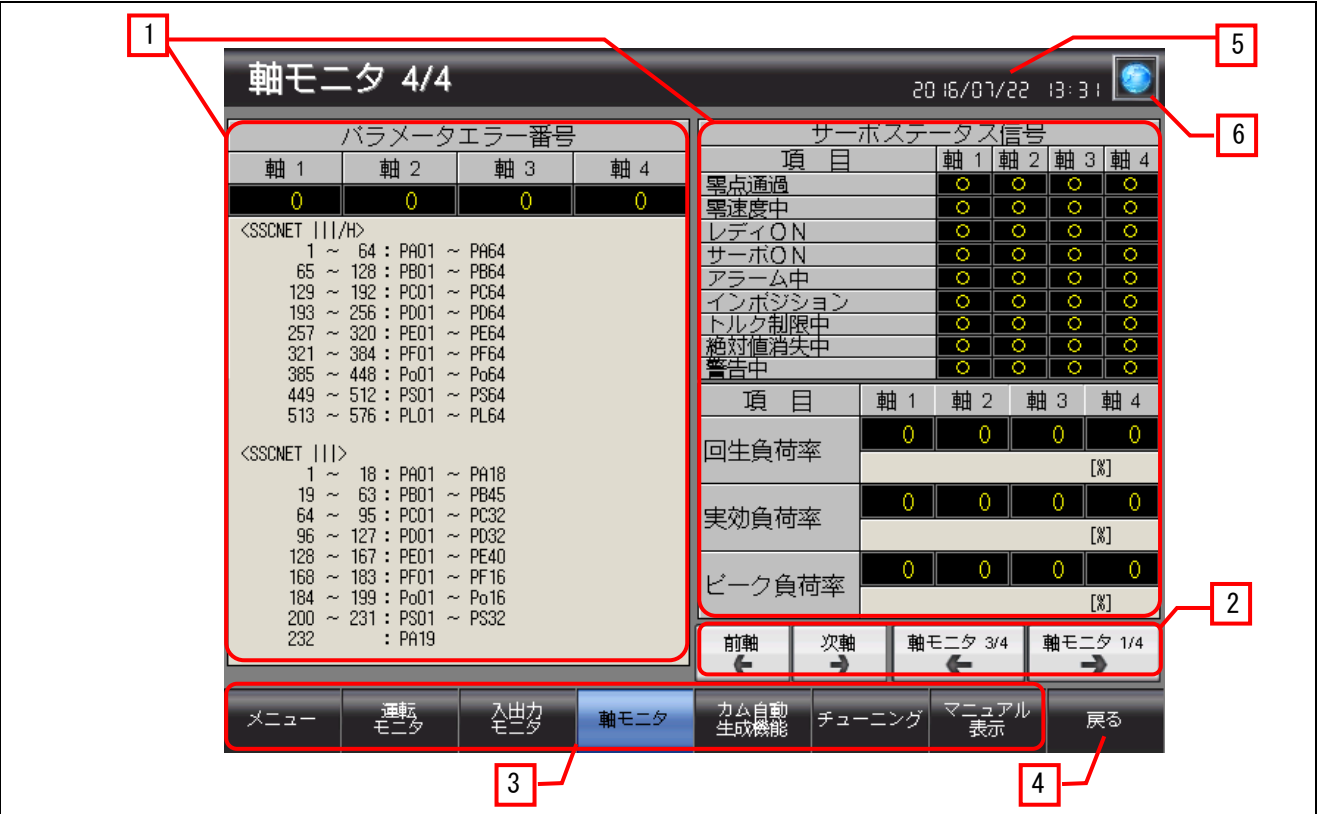 1
5
軸モニタ 4/4
2016/07/22 13:31
6
パラメータエラー番号
軸 1 軸 2 軸 3 軸 4
0 0 0 0
<SSCNET |||/H>
1 ~ 64 : PA01 ~ PA64
65 ~ 128 : PB01 ~ PB64
129 ~ 192 : PC01 ~ PC64
193 ~ 256 : PD01 ~ PD64
257 ~ 320 : PE01 ~ PE64
321 ~ 384 : PF01 ~ PF64
385 ~ 448 : Po01 ~ Po64
449 ~ 512 : PS01 ~ PS64
513 ~ 576 : PL01 ~ PL64
<SSCNET |||>
1 ~ 18 : PA01 ~ PA18
19 ~ 63 : PB01 ~ PB45
64 ~ 95 : PC01 ~ PC32
96 ~ 127 : PD01 ~ PD32
128 ~ 167 : PE01 ~ PE40
168 ~ 183 : PF01 ~ PF16
184 ~ 199 : Po01 ~ Po16
200 ~ 231 : PS01 ~ PS32
232 : PA19
サーボステータス信号
項 目 軸 1 軸 2 軸 3 軸 4
零点通過 ○ ○ ○ ○
零速度中 ○ ○ ○ ○
レディON ○ ○ ○ ○
サーボON ○ ○ ○ ○
アラーム中 ○ ○ ○ ○
インポジション ○ ○ ○ ○
トルク制限中 ○ ○ ○ ○
絶対値消失中 ○ ○ ○ ○
警告中 ○ ○ ○ ○
項 目 軸 1 軸 2 軸 3 軸 4
回生負荷率 0 0 0 0
[%]
実効負荷率 0 0 0 0
[%]
ピーク負荷率 0 0 0 0
[%]
2
前軸 次軸 軸モニタ 3/4 軸モニタ 1/4
メニュー 運転モニタ 入出力モニタ 軸モニタ カム自動生成機能 チューニング マニュアル表示 戻る
3
4